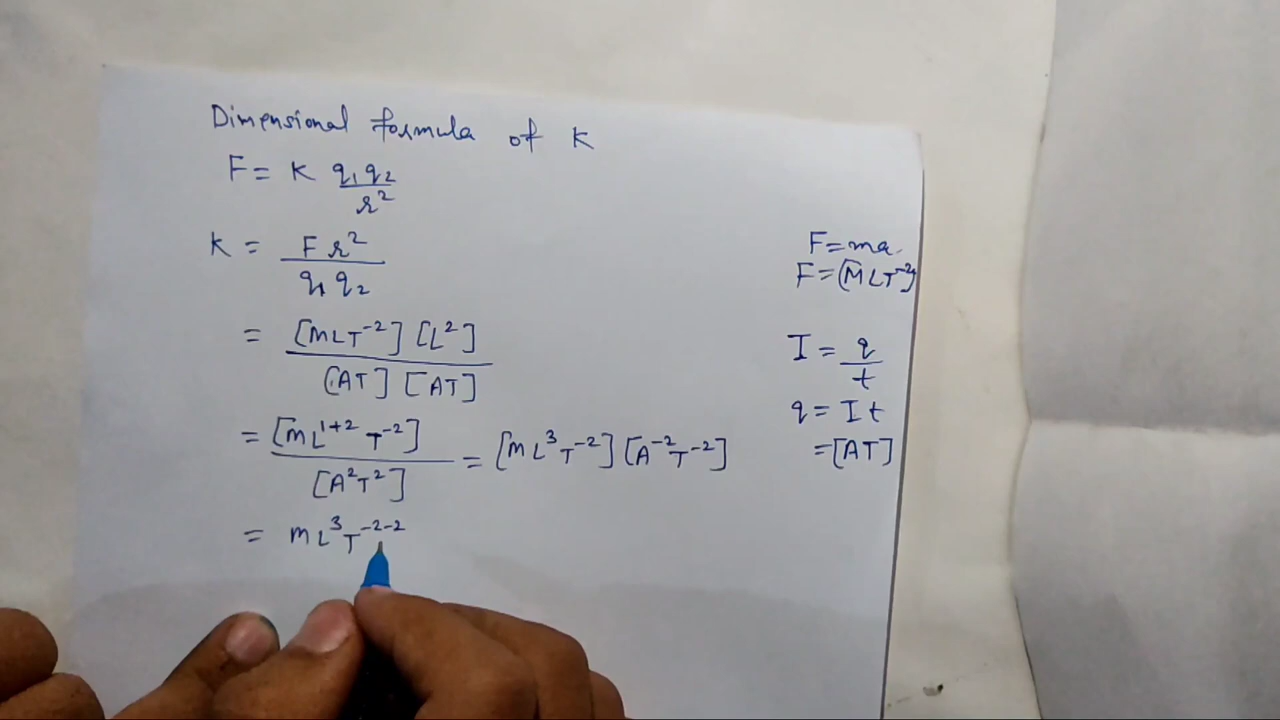 Dimensional formula of K
F = K q₁q₂/r²
K = Fr²/q₁q₂
= [MLT⁻²] [L²]/[AT] [AT]
= [ML¹⁺² T⁻²]/[A²T²] = [ML³T⁻²] [A⁻²T⁻²]
= ML³T⁻²⁻²
F = ma
F = [MLT⁻²]
I = q/t
q = It
= [AT]